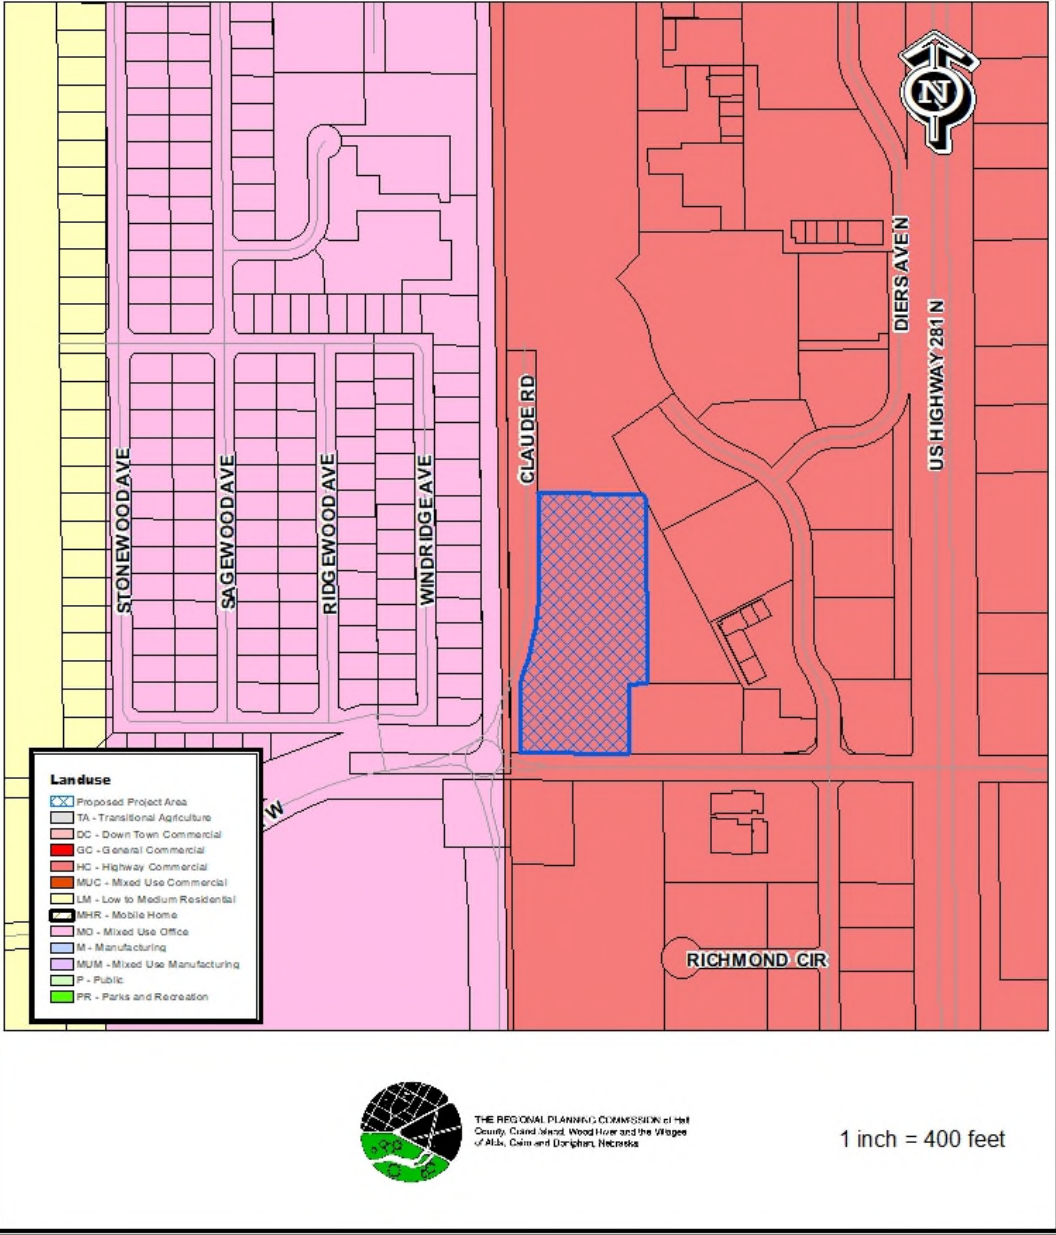 N
DIERS AVE N
US HIGHWAY 281 N
CLAUDE RD
STONEWOOD AVE
SAGEWOOD AVE
RIDGEWOOD AVE
WINDRIDGE AVE
W
RICHMOND CIR
Landuse
Proposed Project Area
TA - Transitional Agriculture
DC - Down Town Commercial
GC - General Commercial
HC - Highway Commercial
MUC - Mixed Use Commercial
LM - Low to Medium Residential
MHR - Mobile Home
MO - Mixed Use Office
M - Manufacturing
MUM - Mixed Use Manufacturing
P - Public
PR - Parks and Recreation
THE REGIONAL PLANNING COMMISSION of Hall
County, Grand Island, Wood River and the Villages
of Alda, Cairo and Doniphan, Nebraska
1 inch = 400 feet